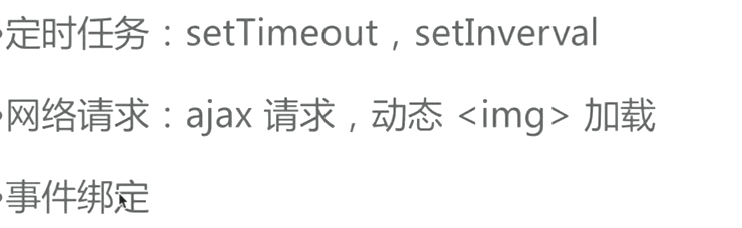 •定时任务：setTimeout，setInverval
•网络请求：ajax 请求，动态 <img> 加载
•事件绑定